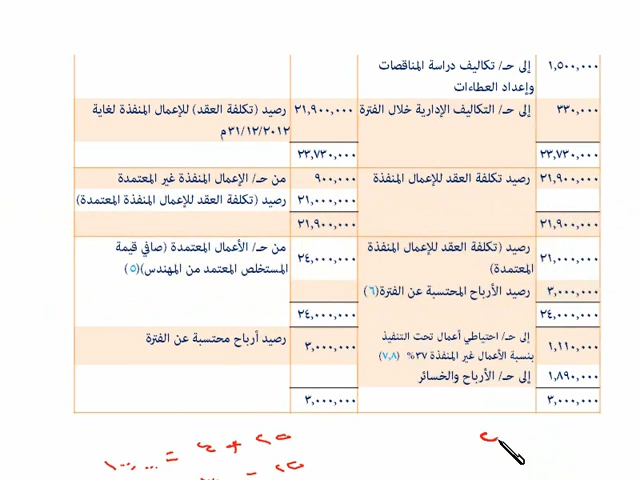 ١,٥٠٠,٠٠٠ إلى حـ/ تكاليف دراسة المناقصات
وإعداد العطاءات
٣٣٠,٠٠٠ إلى حـ/ التكاليف الإدارية خلال الفترة ٢١,٩٠٠,٠٠٠ رصيد (تكلفة العقد) للإعمال المنفذة لغاية
٣١/١٢/٢٠١٢م
٢٣,٧٣٠,٠٠٠ ٢٣,٧٣٠,٠٠٠
٢١,٩٠٠,٠٠٠ رصيد تكلفة العقد للإعمال المنفذة ٩٠٠,٠٠٠ من حـ/ الإعمال المنفذة غير المعتمدة
٢١,٠٠٠,٠٠٠ رصيد (تكلفة العقد للإعمال المنفذة المعتمدة)
٢١,٩٠٠,٠٠٠ ٢١,٩٠٠,٠٠٠
٢١,٠٠٠,٠٠٠ رصيد (تكلفة العقد للإعمال المنفذة ٢٤,٠٠٠,٠٠٠ من حـ/ الأعمال المعتمدة (صافي قيمة
المعتمدة) المستخلص المعتمد من المهندس)(٥)
٣,٠٠٠,٠٠٠ رصيد الأرباح المحتسبة عن الفترة(٦)
٢٤,٠٠٠,٠٠٠ ٢٤,٠٠٠,٠٠٠
١,١١٠,٠٠٠ إلى حـ/ احتياطي أعمال تحت التنفيذ ٣,٠٠٠,٠٠٠ رصيد أرباح محتسبة عن الفترة
بنسبة الأعمال غير المنفذة ٣٧% (٧,٨)
١,٨٩٠,٠٠٠ إلى حـ/ الأرباح والخسائر
٣,٠٠٠,٠٠٠ ٣,٠٠٠,٠٠٠